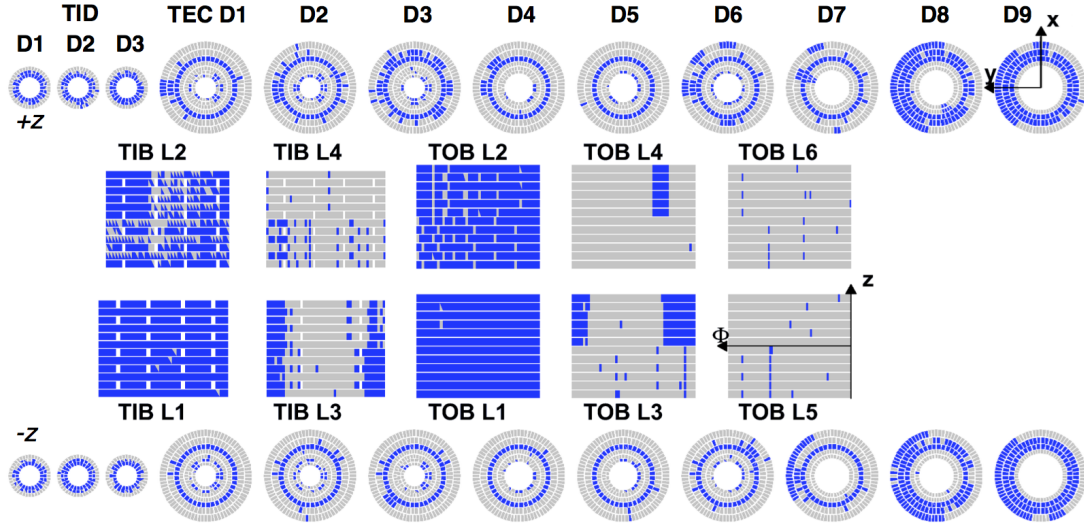 TID TEC D1 D2 D3 D4 D5 D6 D7 D8 D9
D1 D2 D3
x
y
+z
TIB L2 TIB L4 TOB L2 TOB L4 TOB L6
z
Φ
TIB L1 TIB L3 TOB L1 TOB L3 TOB L5
-z